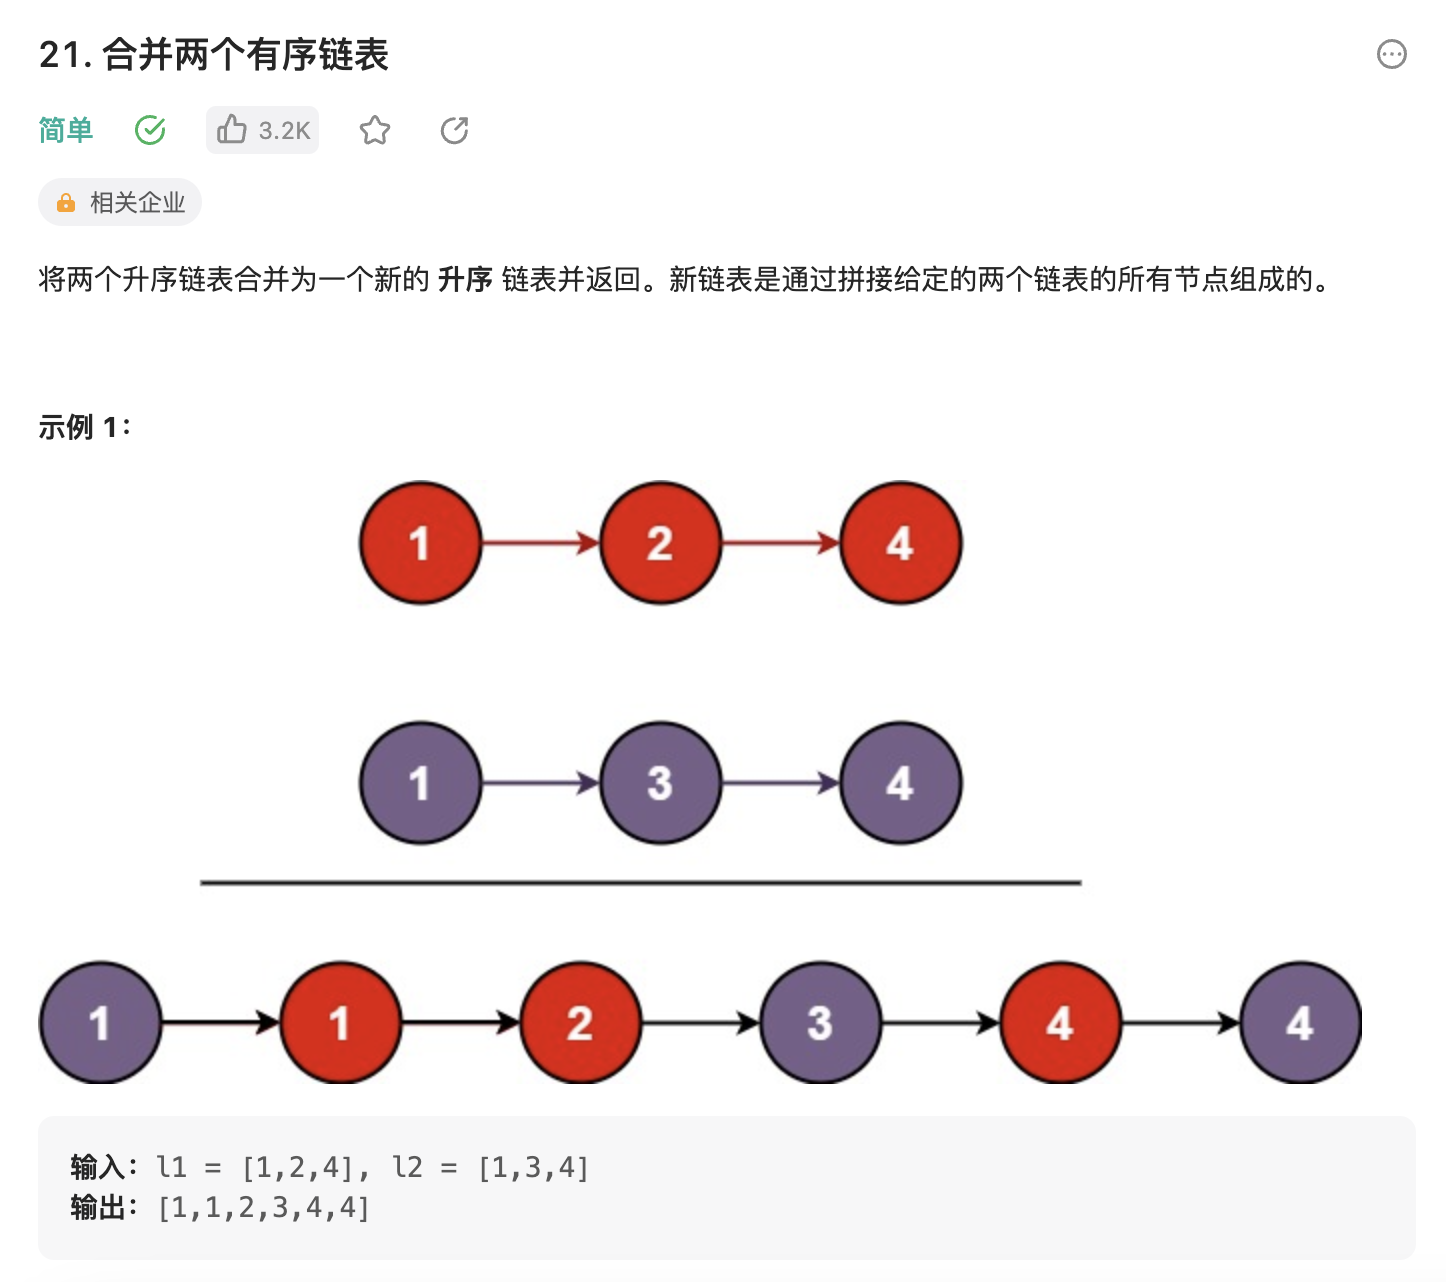 21. 合并两个有序链表
简单 3.2K
相关企业
将两个升序链表合并为一个新的 升序 链表并返回。新链表是通过拼接给定的两个链表的所有节点组成的。
示例 1：
1 2 4
1 3 4
1 1 2 3 4 4
输入：l1 = [1,2,4], l2 = [1,3,4]
输出：[1,1,2,3,4,4]